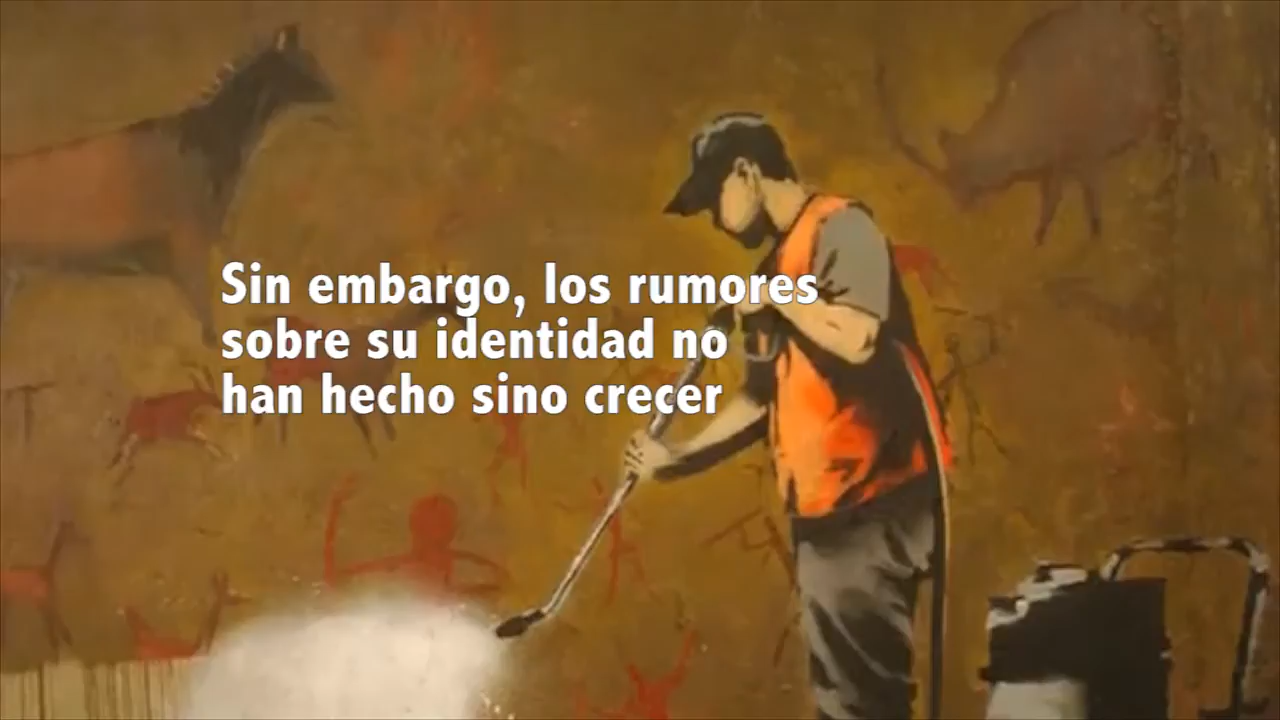 Sin embargo, los rumores
sobre su identidad no
han hecho sino crecer